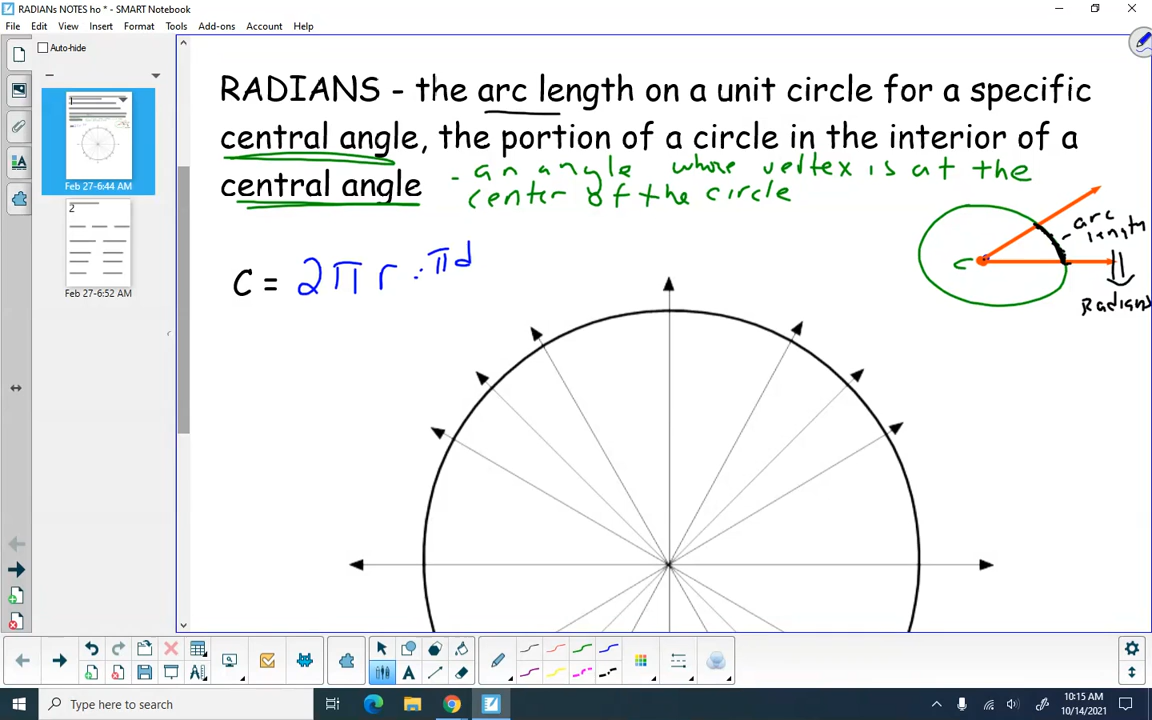 RADIANs NOTES ho * - SMART Notebook
File Edit View Insert Format Tools Add-ons Account Help
Auto-hide
1
Feb 27-6:44 AM
2
Feb 27-6:52 AM
RADIANS - the arc length on a unit circle for a specific
central angle, the portion of a circle in the interior of a
central angle
- an angle whose vertex is at the
center of the circle
C = 2πr = πd
c
- arc
length
Radians
A
Type here to search
10:15 AM
10/14/2021